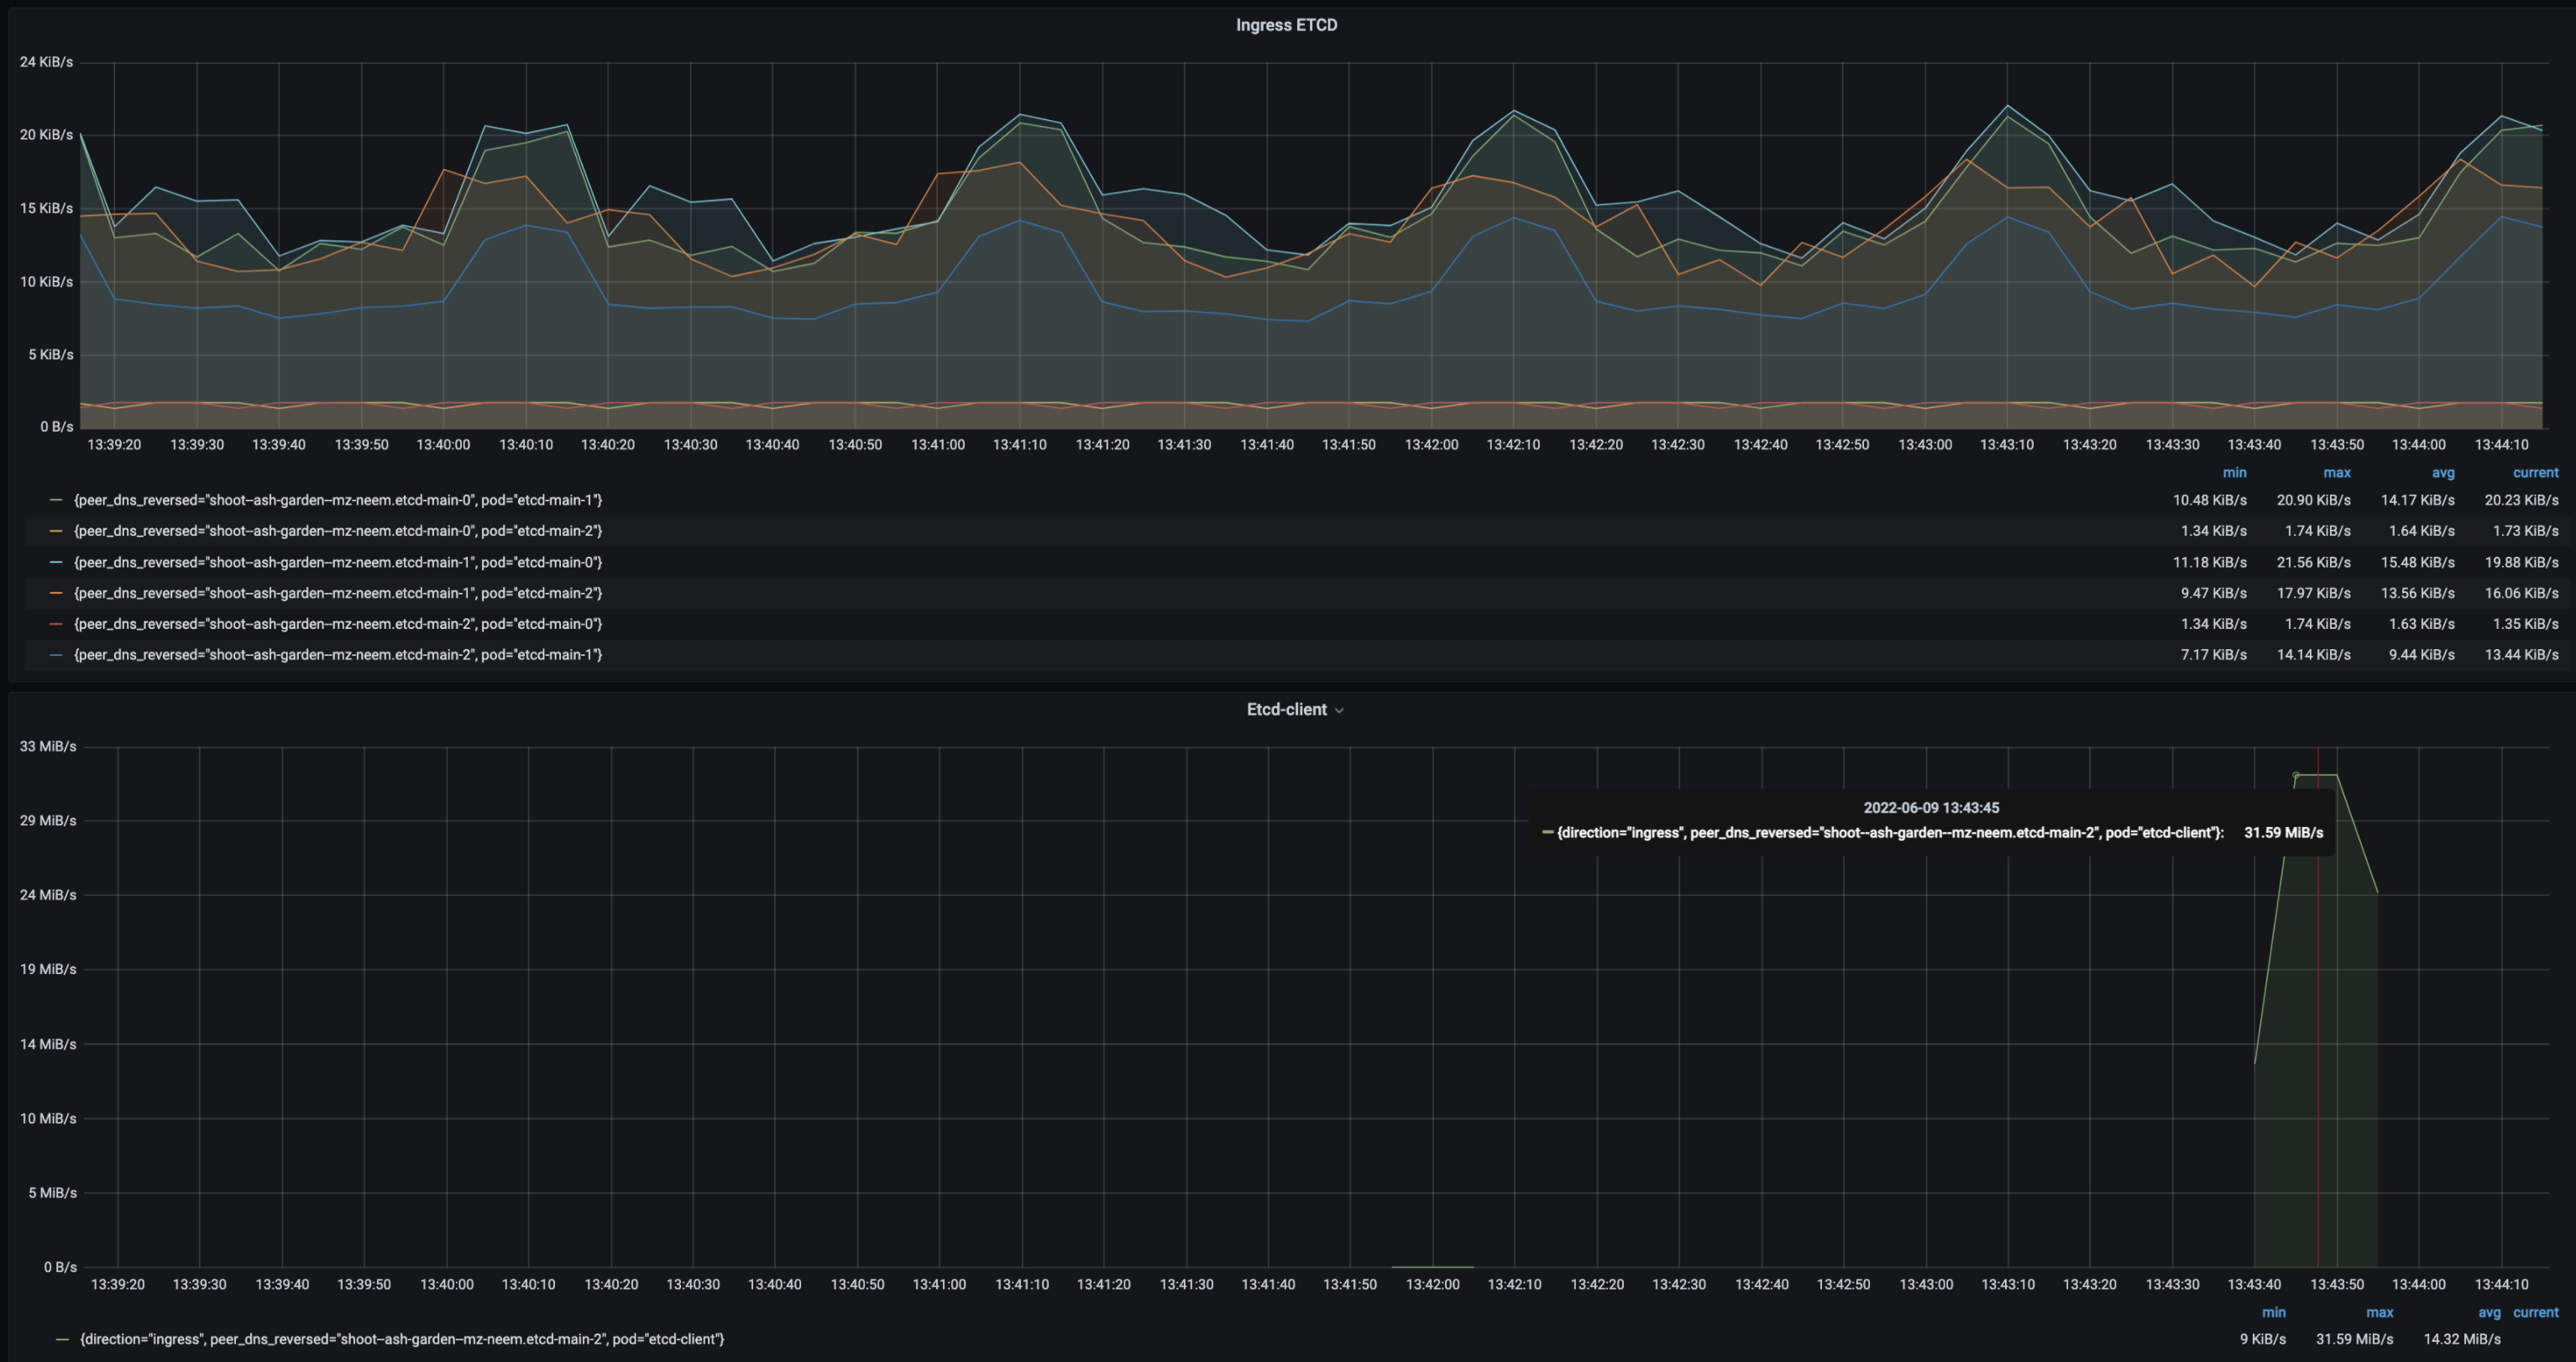 Ingress ETCD
24 KiB/s
20 KiB/s
15 KiB/s
10 KiB/s
5 KiB/s
0 B/s
13:39:20 13:39:30 13:39:40 13:39:50 13:40:00 13:40:10 13:40:20 13:40:30 13:40:40 13:40:50 13:41:00 13:41:10 13:41:20 13:41:30 13:41:40 13:41:50 13:42:00 13:42:10 13:42:20 13:42:30 13:42:40 13:42:50 13:43:00 13:43:10 13:43:20 13:43:30 13:43:40 13:43:50 13:44:00 13:44:10
min max avg current
{peer_dns_reversed="shoot--ash-garden--mz-neem.etcd-main-0", pod="etcd-main-1"} 10.48 KiB/s 20.90 KiB/s 14.17 KiB/s 20.23 KiB/s
{peer_dns_reversed="shoot--ash-garden--mz-neem.etcd-main-0", pod="etcd-main-2"} 1.34 KiB/s 1.74 KiB/s 1.64 KiB/s 1.73 KiB/s
{peer_dns_reversed="shoot--ash-garden--mz-neem.etcd-main-1", pod="etcd-main-0"} 11.18 KiB/s 21.56 KiB/s 15.48 KiB/s 19.88 KiB/s
{peer_dns_reversed="shoot--ash-garden--mz-neem.etcd-main-1", pod="etcd-main-2"} 9.47 KiB/s 17.97 KiB/s 13.56 KiB/s 16.06 KiB/s
{peer_dns_reversed="shoot--ash-garden--mz-neem.etcd-main-2", pod="etcd-main-0"} 1.34 KiB/s 1.74 KiB/s 1.63 KiB/s 1.35 KiB/s
{peer_dns_reversed="shoot--ash-garden--mz-neem.etcd-main-2", pod="etcd-main-1"} 7.17 KiB/s 14.14 KiB/s 9.44 KiB/s 13.44 KiB/s
Etcd-client
33 MiB/s
29 MiB/s
24 MiB/s
19 MiB/s
14 MiB/s
10 MiB/s
5 MiB/s
0 B/s
2022-06-09 13:43:45
{direction="ingress", peer_dns_reversed="shoot--ash-garden--mz-neem.etcd-main-2", pod="etcd-client"}: 31.59 MiB/s
13:39:20 13:39:30 13:39:40 13:39:50 13:40:00 13:40:10 13:40:20 13:40:30 13:40:40 13:40:50 13:41:00 13:41:10 13:41:20 13:41:30 13:41:40 13:41:50 13:42:00 13:42:10 13:42:20 13:42:30 13:42:40 13:42:50 13:43:00 13:43:10 13:43:20 13:43:30 13:43:40 13:43:50 13:44:00 13:44:10
min max avg current
{direction="ingress", peer_dns_reversed="shoot--ash-garden--mz-neem.etcd-main-2", pod="etcd-client"} 9 KiB/s 31.59 MiB/s 14.32 MiB/s